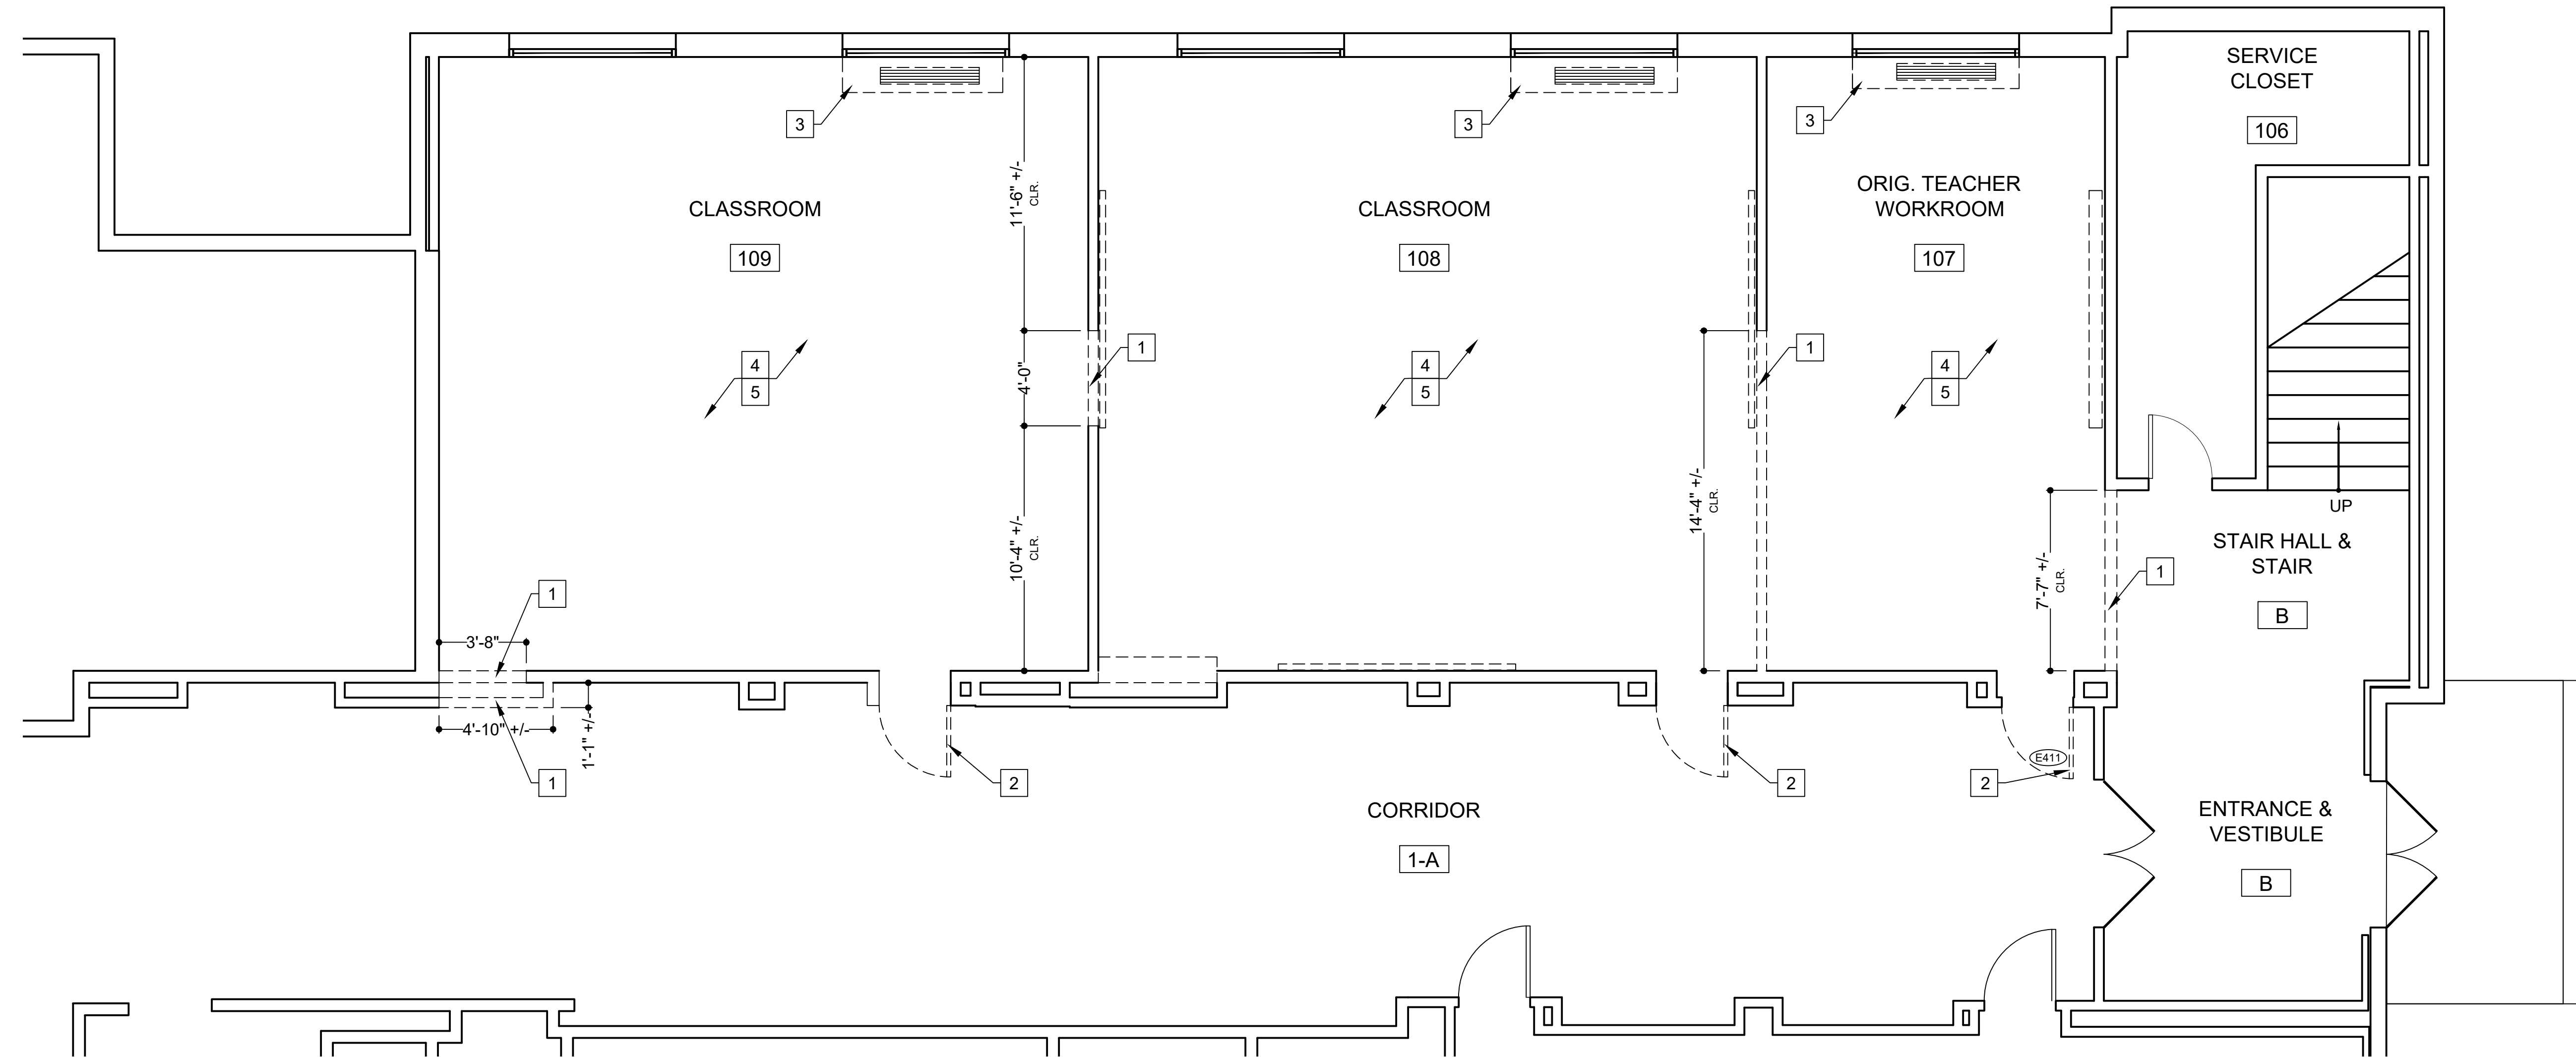 SERVICE
CLOSET
106
3
3
3
11'-6" +/-
CLR.
CLASSROOM
109
CLASSROOM
108
ORIG. TEACHER
WORKROOM
107
1
1
4
5
4'-0"
4
5
4
5
10'-4" +/-
CLR.
14'-4" +/-
CLR.
7'-7" +/-
CLR.
UP
STAIR HALL &
STAIR
B
1
1
3'-8"
4'-10" +/-
1'-1" +/-
1
2
2
2
E411
CORRIDOR
1-A
ENTRANCE &
VESTIBULE
B